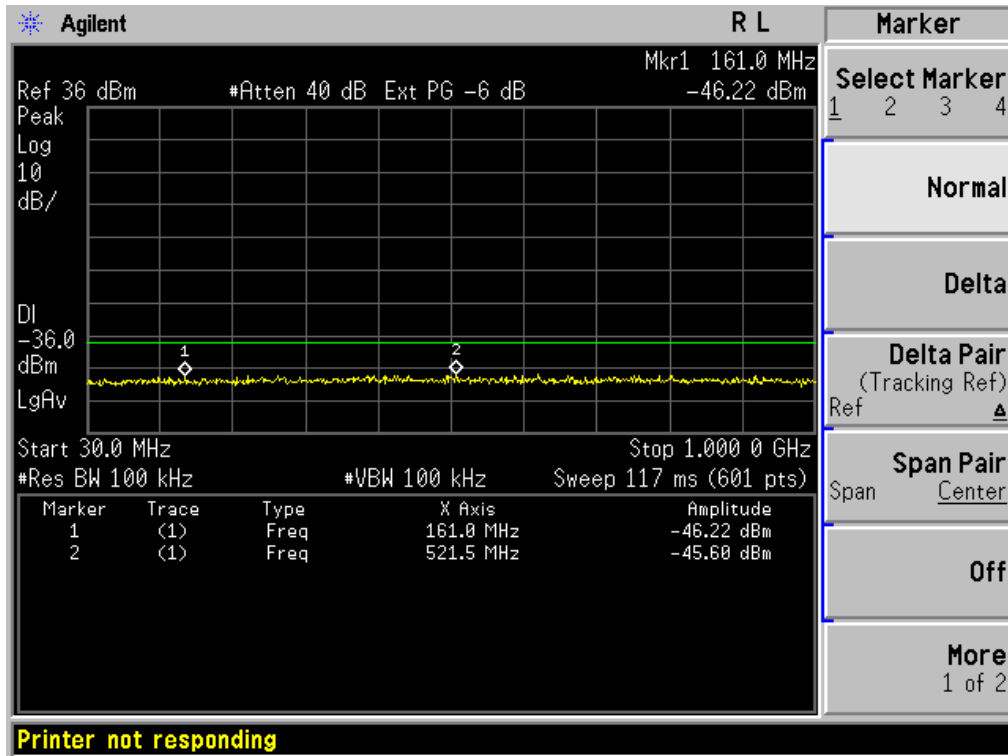 Agilent
R L
Marker
Mkr1 161.0 MHz
Ref 36 dBm #Atten 40 dB Ext PG -6 dB -46.22 dBm
Peak
Log
10
dB/
DI
-36.0
dBm
LgAv
1
2
Start 30.0 MHz Stop 1.000 0 GHz
#Res BW 100 kHz #VBW 100 kHz Sweep 117 ms (601 pts)
Marker Trace Type X Axis Amplitude
1 (1) Freq 161.0 MHz -46.22 dBm
2 (1) Freq 521.5 MHz -45.60 dBm
Select Marker
1 2 3 4
Normal
Delta
Delta Pair
(Tracking Ref)
Ref Δ
Span Pair
Span Center
Off
More
1 of 2
Printer not responding